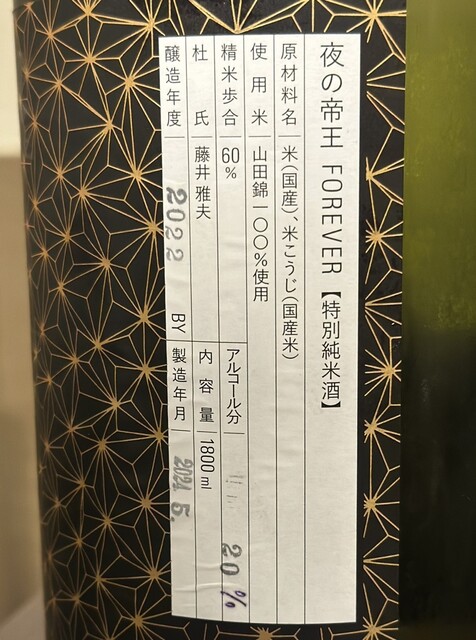 夜の帝王 FOREVER【特別純米酒】
原材料名 米(国産)、米こうじ(国産米)
使用米 山田錦一〇〇%使用
精米歩合 60% アルコール分 20%
杜氏 藤井雅夫 内容量 1800ml
醸造年度 2022 BY 製造年月 2024.5.